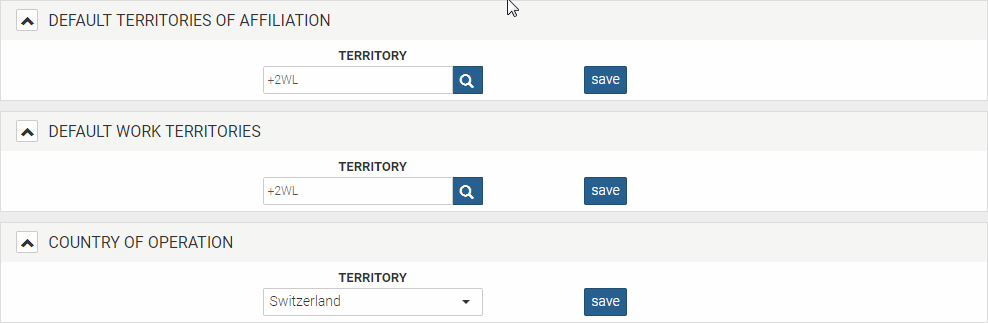 DEFAULT TERRITORIES OF AFFILIATION
TERRITORY
+2WL save
DEFAULT WORK TERRITORIES
TERRITORY
+2WL save
COUNTRY OF OPERATION
TERRITORY
Switzerland save